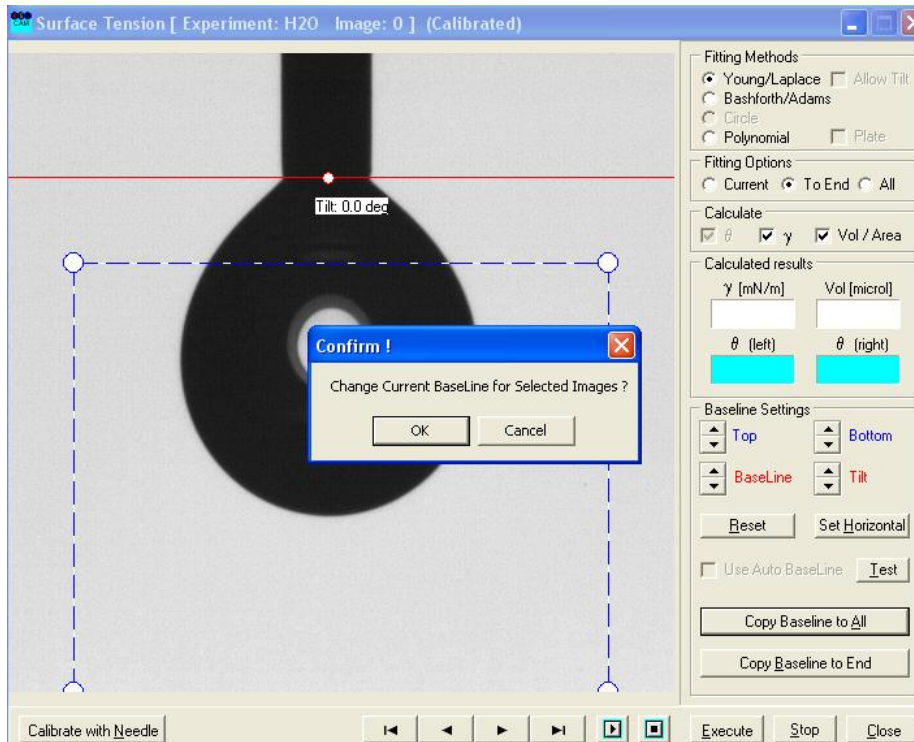 Surface Tension [ Experiment: H2O Image: 0 ] (Calibrated)
Tilt: 0.0 deg
Confirm !
Change Current BaseLine for Selected Images ?
OK Cancel
Fitting Methods
Young/Laplace Allow Tilt
Bashforth/Adams
Circle
Polynomial Plate
Fitting Options
Current To End All
Calculate
θ γ Vol / Area
Calculated results
γ [mN/m] Vol [microl]
θ (left) θ (right)
Baseline Settings
Top Bottom
BaseLine Tilt
Reset Set Horizontal
Use Auto BaseLine Test
Copy Baseline to All
Copy Baseline to End
Calibrate with Needle Execute Stop Close